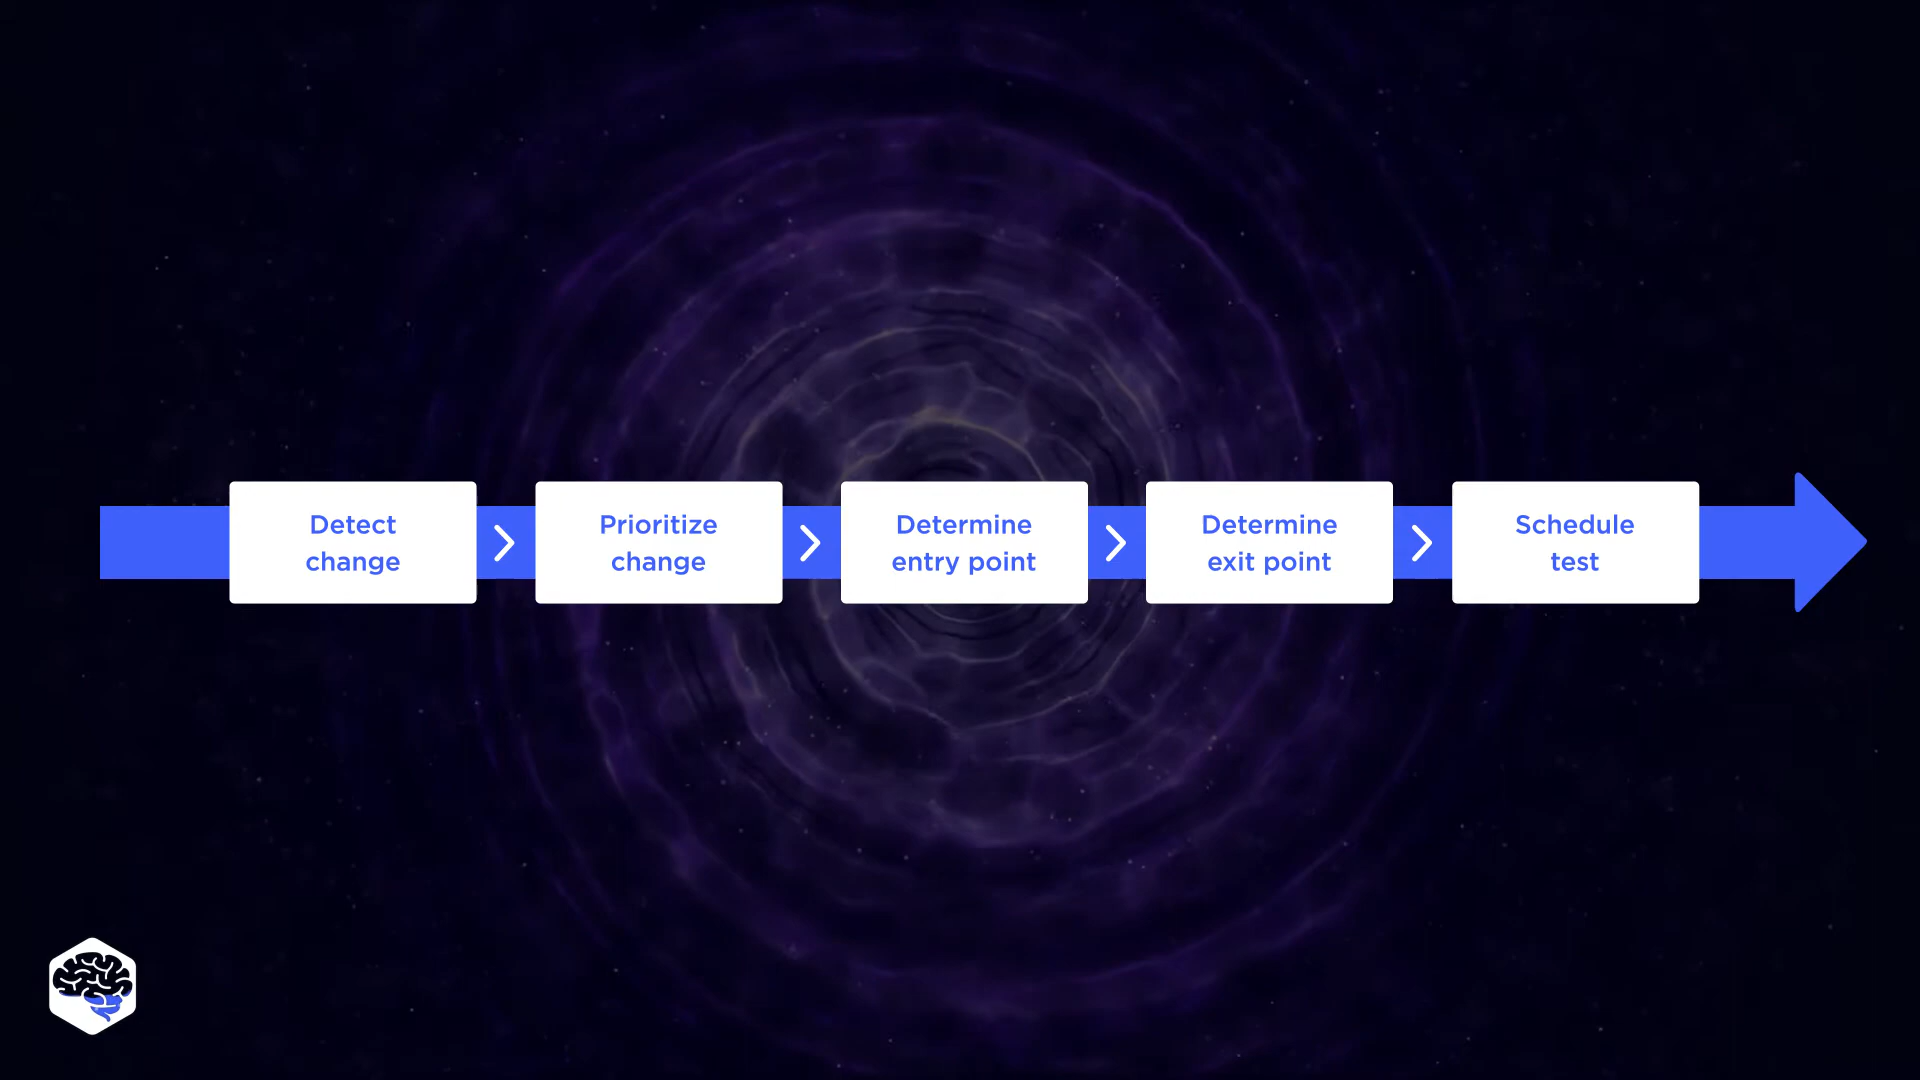 Detect
change
Prioritize
change
Determine
entry point
Determine
exit point
Schedule
test